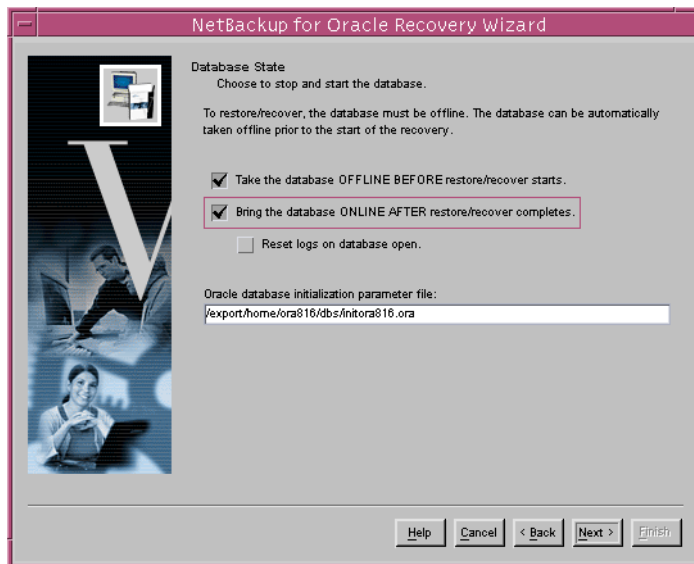 NetBackup for Oracle Recovery Wizard
Database State
Choose to stop and start the database.
To restore/recover, the database must be offline. The database can be automatically
taken offline prior to the start of the recovery.
Take the database OFFLINE BEFORE restore/recover starts.
Bring the database ONLINE AFTER restore/recover completes.
Reset logs on database open.
Oracle database initialization parameter file:
/export/home/ora816/dbs/initora816.ora
V
Help Cancel < Back Next > Finish